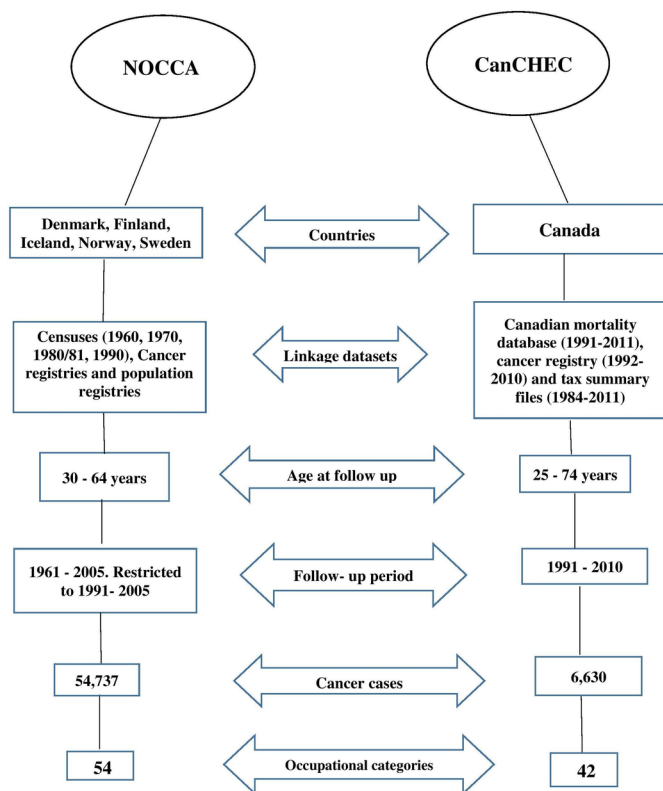 NOCCA
CanCHEC
Denmark, Finland,
Iceland, Norway, Sweden
Countries
Canada
Censuses (1960, 1970,
1980/81, 1990), Cancer
registries and population
registries
Linkage datasets
Canadian mortality
database (1991-2011),
cancer registry (1992-
2010) and tax summary
files (1984-2011)
30 - 64 years
Age at follow up
25 - 74 years
1961 - 2005. Restricted
to 1991- 2005
Follow- up period
1991 - 2010
54,737
Cancer cases
6,630
54
Occupational categories
42